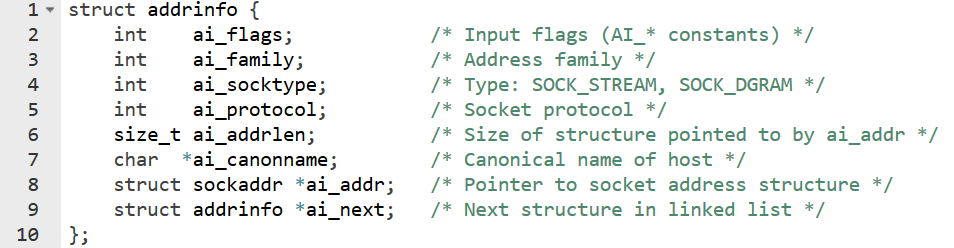 1 struct addrinfo {
2     int    ai_flags;           /* Input flags (AI_* constants) */
3     int    ai_family;          /* Address family */
4     int    ai_socktype;        /* Type: SOCK_STREAM, SOCK_DGRAM */
5     int    ai_protocol;        /* Socket protocol */
6     size_t ai_addrlen;         /* Size of structure pointed to by ai_addr */
7     char  *ai_canonname;       /* Canonical name of host */
8     struct sockaddr *ai_addr;  /* Pointer to socket address structure */
9     struct addrinfo *ai_next;  /* Next structure in linked list */
10 };